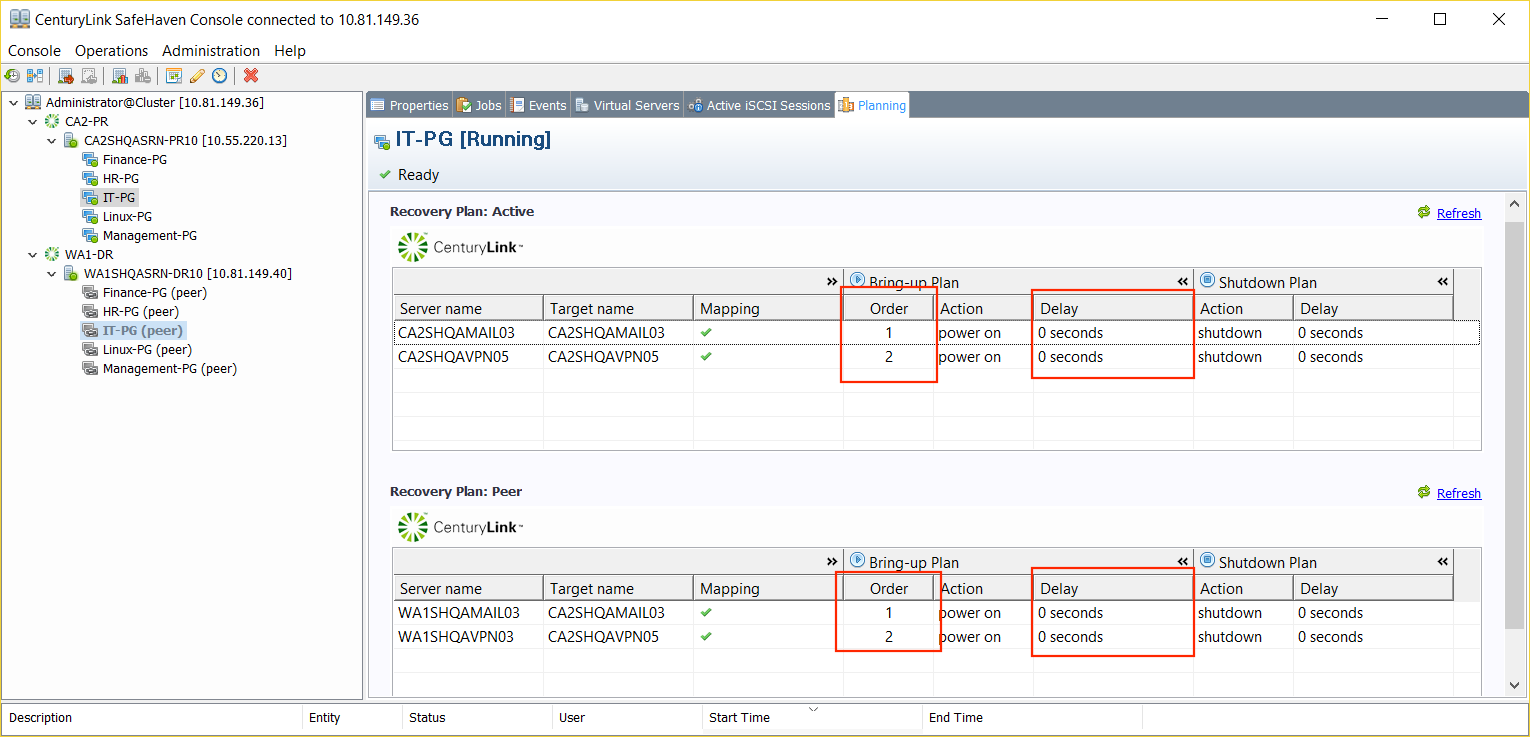 CenturyLink SafeHaven Console connected to 10.81.149.36
Console Operations Administration Help
Administrator@Cluster [10.81.149.36]
CA2-PR
CA2SHQASRN-PR10 [10.55.220.13]
Finance-PG
HR-PG
IT-PG
Linux-PG
Management-PG
WA1-DR
WA1SHQASRN-DR10 [10.81.149.40]
Finance-PG (peer)
HR-PG (peer)
IT-PG (peer)
Linux-PG (peer)
Management-PG (peer)
Properties Jobs Events Virtual Servers Active iSCSI Sessions Planning
IT-PG [Running]
Ready
Recovery Plan: Active Refresh
CenturyLink™
Bring-up Plan Shutdown Plan
Server name Target name Mapping Order Action Delay Action Delay
CA2SHQAMAIL03 CA2SHQAMAIL03 1 power on 0 seconds shutdown 0 seconds
CA2SHQAVPN05 CA2SHQAVPN05 2 power on 0 seconds shutdown 0 seconds
Recovery Plan: Peer Refresh
CenturyLink™
Bring-up Plan Shutdown Plan
Server name Target name Mapping Order Action Delay Action Delay
WA1SHQAMAIL03 CA2SHQAMAIL03 1 power on 0 seconds shutdown 0 seconds
WA1SHQAVPN03 CA2SHQAVPN05 2 power on 0 seconds shutdown 0 seconds
Description Entity Status User Start Time End Time